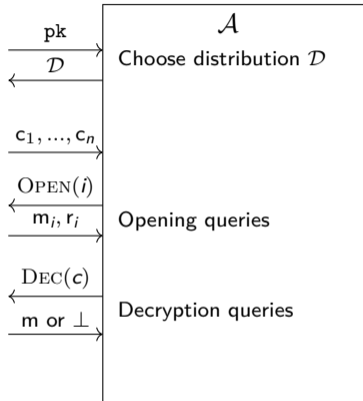 𝒜
pk
Choose distribution 𝒟
𝒟
c₁, ..., cₙ
OPEN(i)
mᵢ, rᵢ
Opening queries
DEC(c)
Decryption queries
m or ⊥